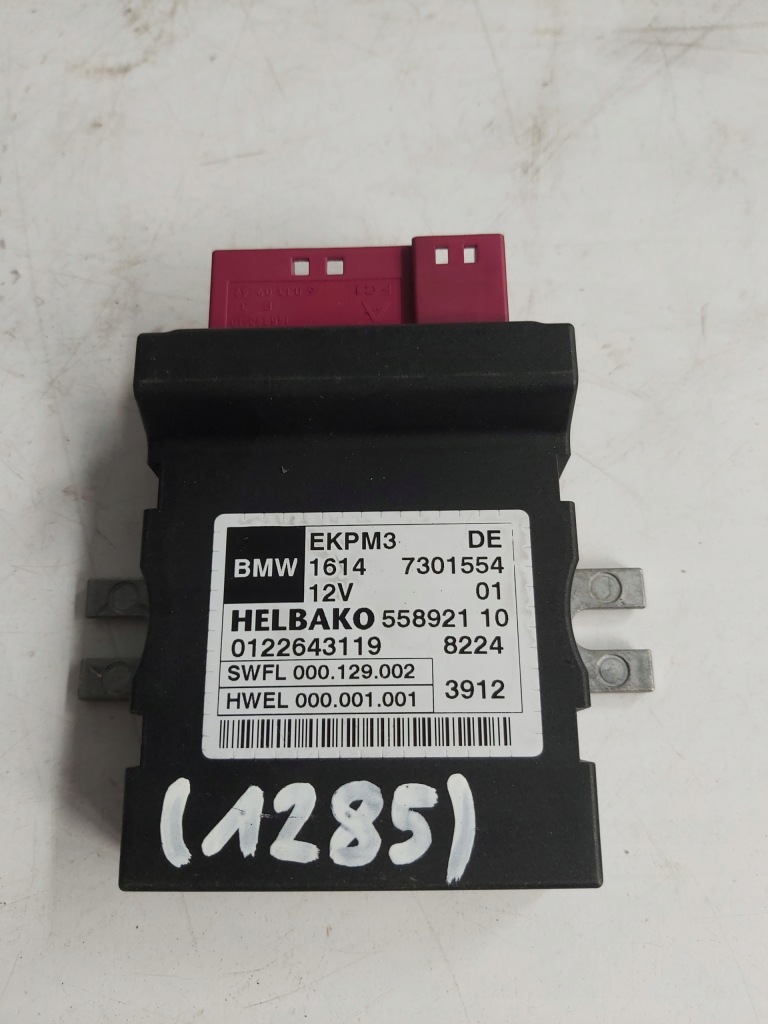 EKPM3 DE
BMW 1614 7301554
12V 01
HELBAKO 558921 10
0122643119 8224
SWFL 000.129.002
HWEL 000.001.001 3912
(1285)